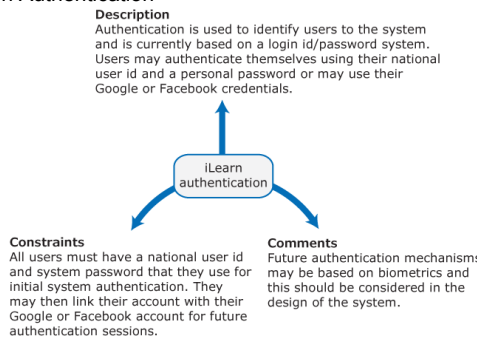 Description
Authentication is used to identify users to the system
and is currently based on a login id/password system.
Users may authenticate themselves using their national
user id and a personal password or may use their
Google or Facebook credentials.
iLearn
authentication
Constraints
All users must have a national user id
and system password that they use for
initial system authentication. They
may then link their account with their
Google or Facebook account for future
authentication sessions.
Comments
Future authentication mechanisms
may be based on biometrics and
this should be considered in the
design of the system.